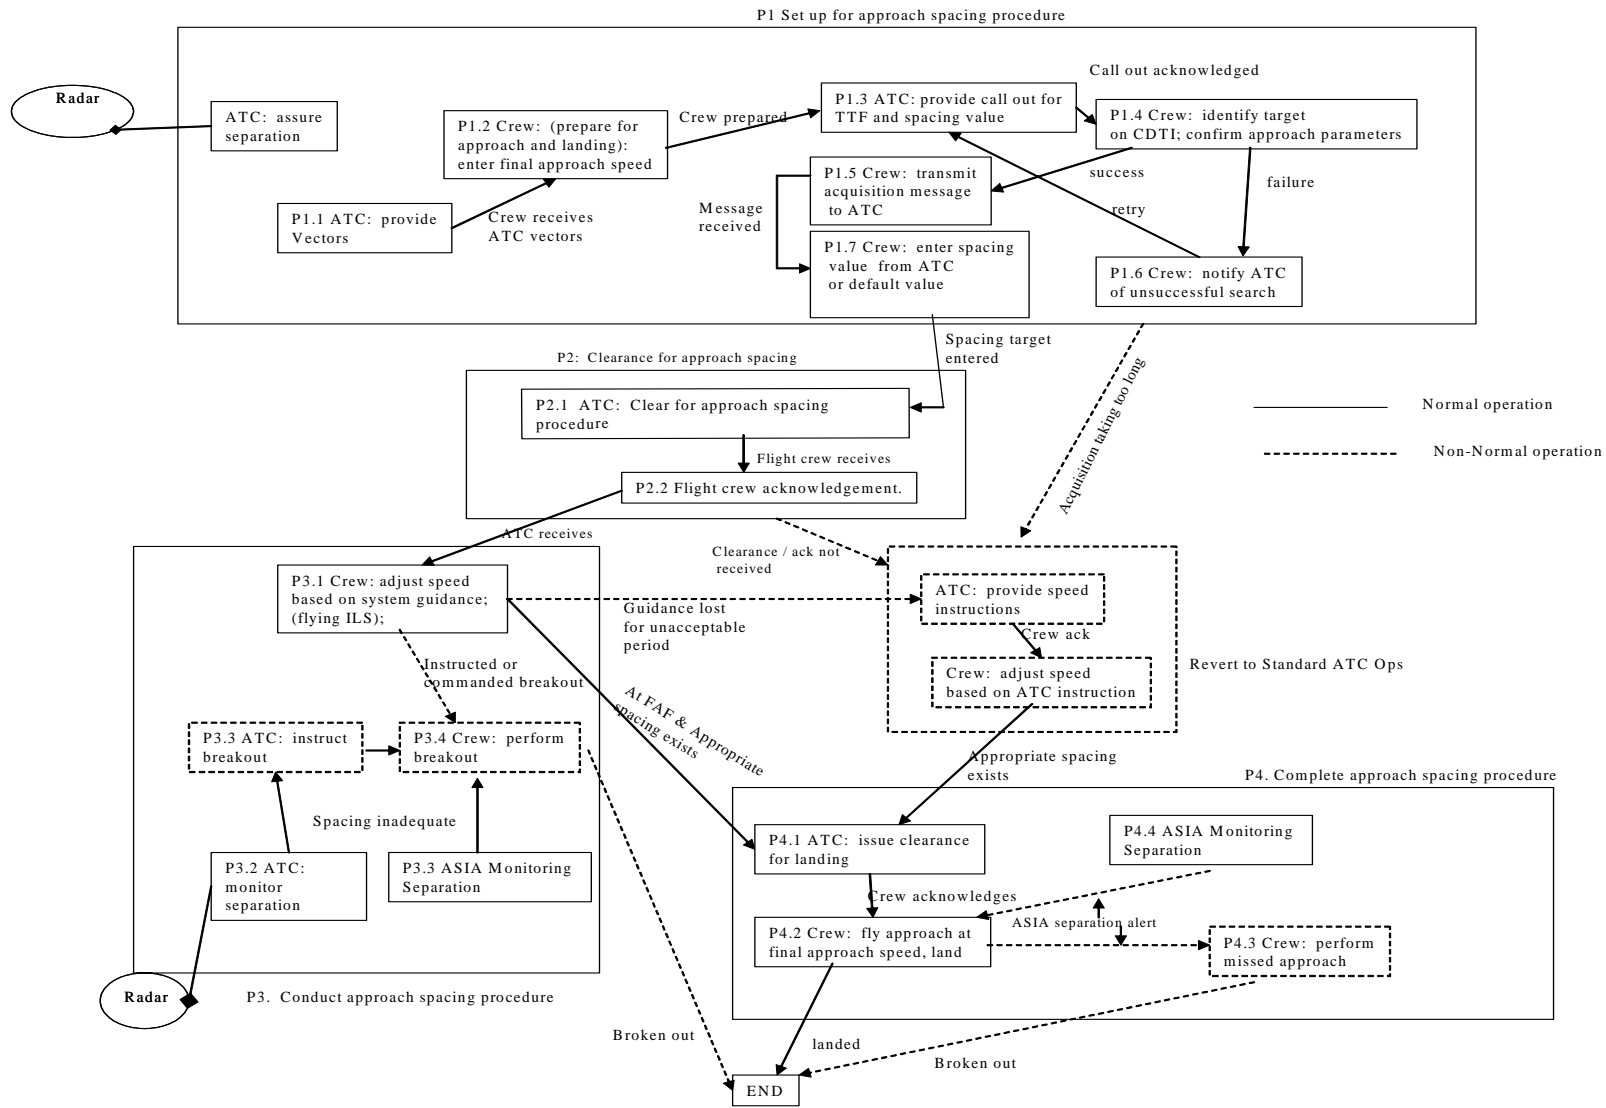 P1 Set up for approach spacing procedure
Radar
ATC: assure
separation
P1.2 Crew: (prepare for
approach and landing):
enter final approach speed
Crew prepared
P1.3 ATC: provide call out for
TTF and spacing value
Call out acknowledged
P1.4 Crew: identify target
on CDTI; confirm approach parameters
P1.1 ATC: provide
Vectors
Crew receives
ATC vectors
Message
received
P1.5 Crew: transmit
acquisition message
to ATC
success
failure
retry
P1.7 Crew: enter spacing
value from ATC
or default value
P1.6 Crew: notify ATC
of unsuccessful search
Spacing target
entered
Acquisition taking too long
P2: Clearance for approach spacing
P2.1 ATC: Clear for approach spacing
procedure
Flight crew receives
P2.2 Flight crew acknowledgement.
Normal operation
Non-Normal operation
ATC receives
Clearance / ack not
received
P3.1 Crew: adjust speed
based on system guidance;
(flying ILS);
Guidance lost
for unacceptable
period
ATC: provide speed
instructions
Crew ack
Crew: adjust speed
based on ATC instruction
Revert to Standard ATC Ops
Instructed or
commanded breakout
At FAF & Appropriate
spacing exists
P3.3 ATC: instruct
breakout
P3.4 Crew: perform
breakout
Appropriate spacing
exists
Spacing inadequate
P3.2 ATC:
monitor
separation
P3.3 ASIA Monitoring
Separation
Radar
P3. Conduct approach spacing procedure
P4. Complete approach spacing procedure
P4.1 ATC: issue clearance
for landing
P4.4 ASIA Monitoring
Separation
Crew acknowledges
ASIA separation alert
P4.2 Crew: fly approach at
final approach speed, land
P4.3 Crew: perform
missed approach
Broken out
landed
Broken out
END